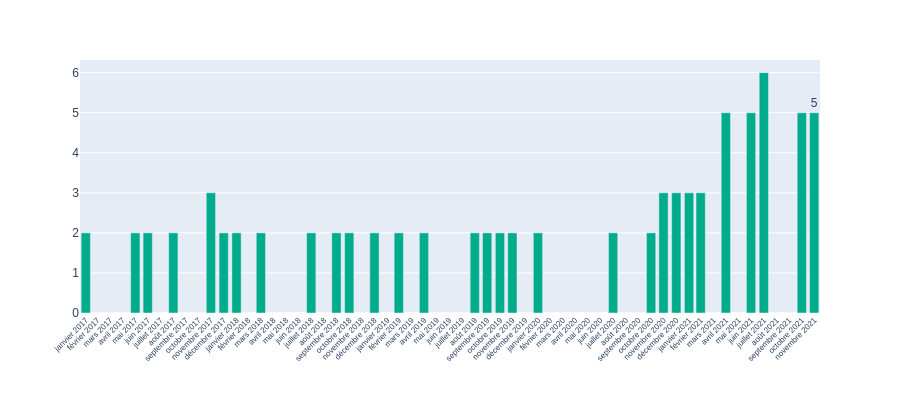 6
5
4
3
2
1
0
5
janvier 2017
février 2017
mars 2017
avril 2017
mai 2017
juin 2017
juillet 2017
août 2017
septembre 2017
octobre 2017
novembre 2017
décembre 2017
janvier 2018
février 2018
mars 2018
avril 2018
mai 2018
juin 2018
juillet 2018
août 2018
septembre 2018
octobre 2018
novembre 2018
décembre 2018
janvier 2019
février 2019
mars 2019
avril 2019
mai 2019
juin 2019
juillet 2019
août 2019
septembre 2019
octobre 2019
novembre 2019
décembre 2019
janvier 2020
février 2020
mars 2020
avril 2020
mai 2020
juin 2020
juillet 2020
août 2020
septembre 2020
octobre 2020
novembre 2020
décembre 2020
janvier 2021
février 2021
mars 2021
avril 2021
mai 2021
juin 2021
juillet 2021
août 2021
septembre 2021
octobre 2021
novembre 2021